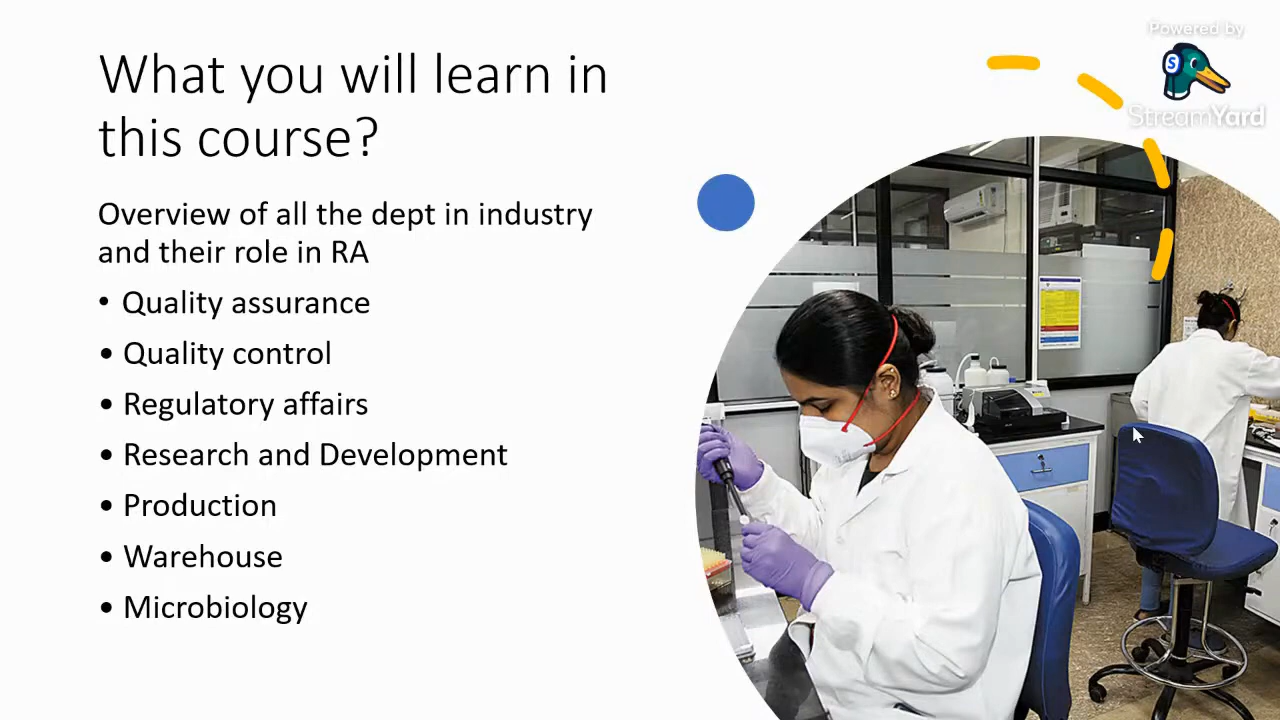 Powered by
StreamYard
What you will learn in
this course?
Overview of all the dept in industry
and their role in RA
• Quality assurance
• Quality control
• Regulatory affairs
• Research and Development
• Production
• Warehouse
• Microbiology
S